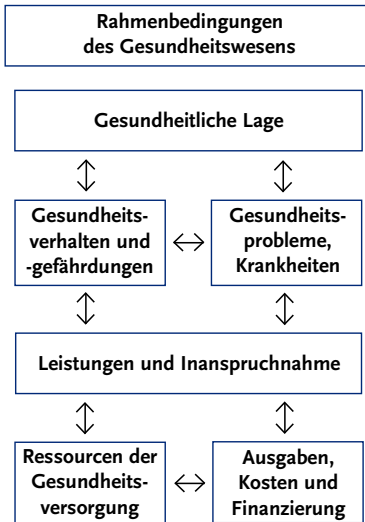 Rahmenbedingungen
des Gesundheitswesens
Gesundheitliche Lage
Gesundheits-
verhalten und
-gefährdungen
Gesundheits-
probleme,
Krankheiten
Leistungen und Inanspruchnahme
Ressourcen der
Gesundheits-
versorgung
Ausgaben,
Kosten und
Finanzierung